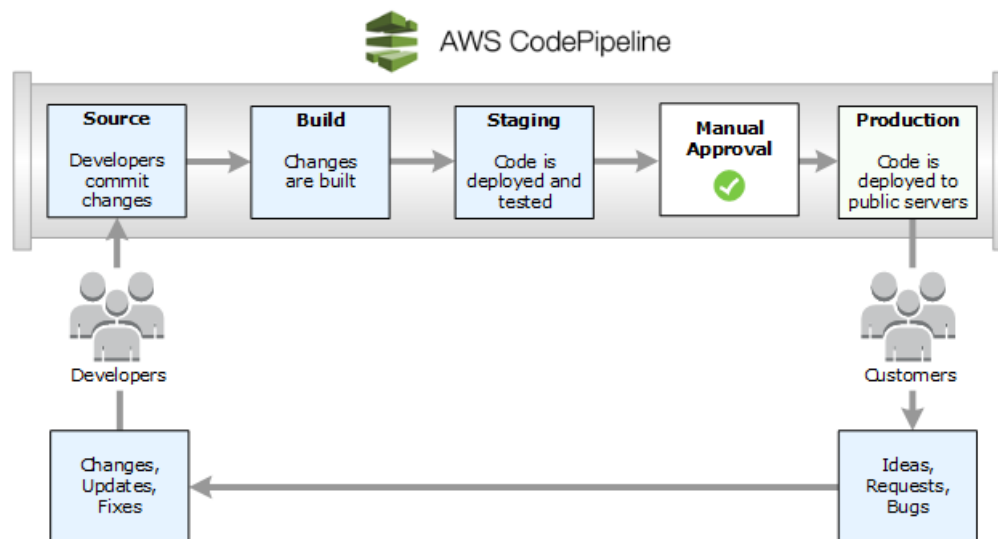 AWS CodePipeline
Source
Developers
commit
changes
Build
Changes
are built
Staging
Code is
deployed and
tested
Manual
Approval
Production
Code is
deployed to
public servers
Developers
Customers
Changes,
Updates,
Fixes
Ideas,
Requests,
Bugs